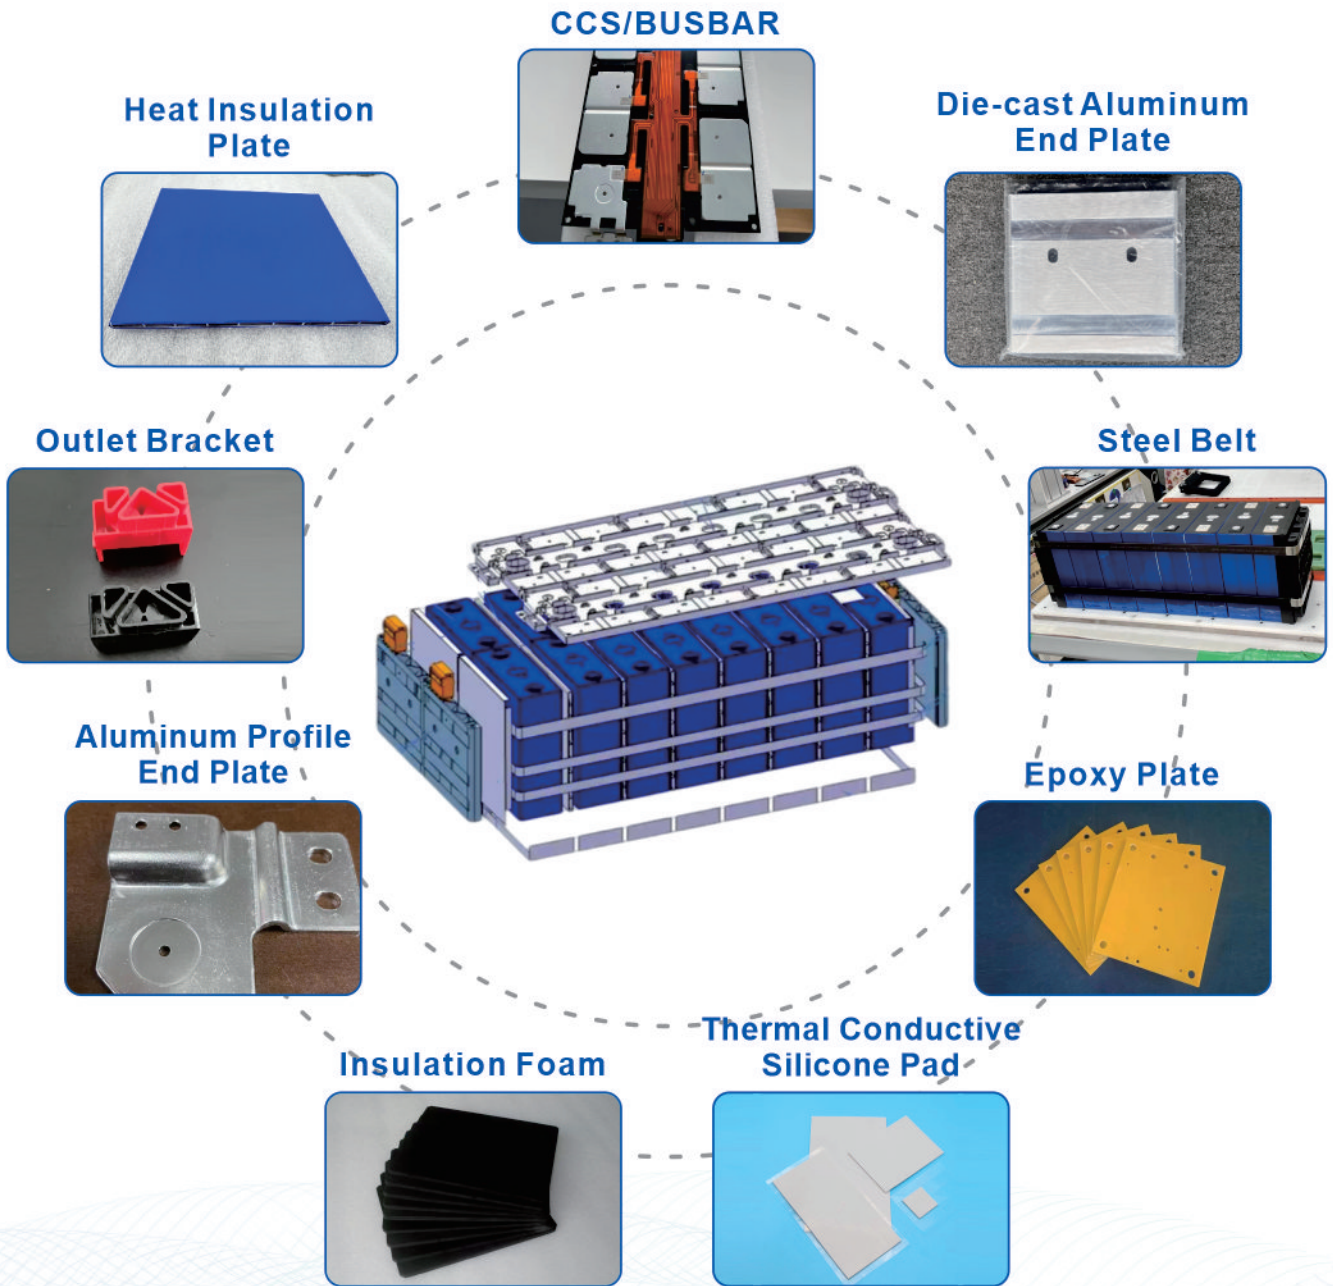 CCS/BUSBAR
Heat Insulation
Plate
Die-cast Aluminum
End Plate
Outlet Bracket
Steel Belt
Aluminum Profile
End Plate
Epoxy Plate
Insulation Foam
Thermal Conductive
Silicone Pad